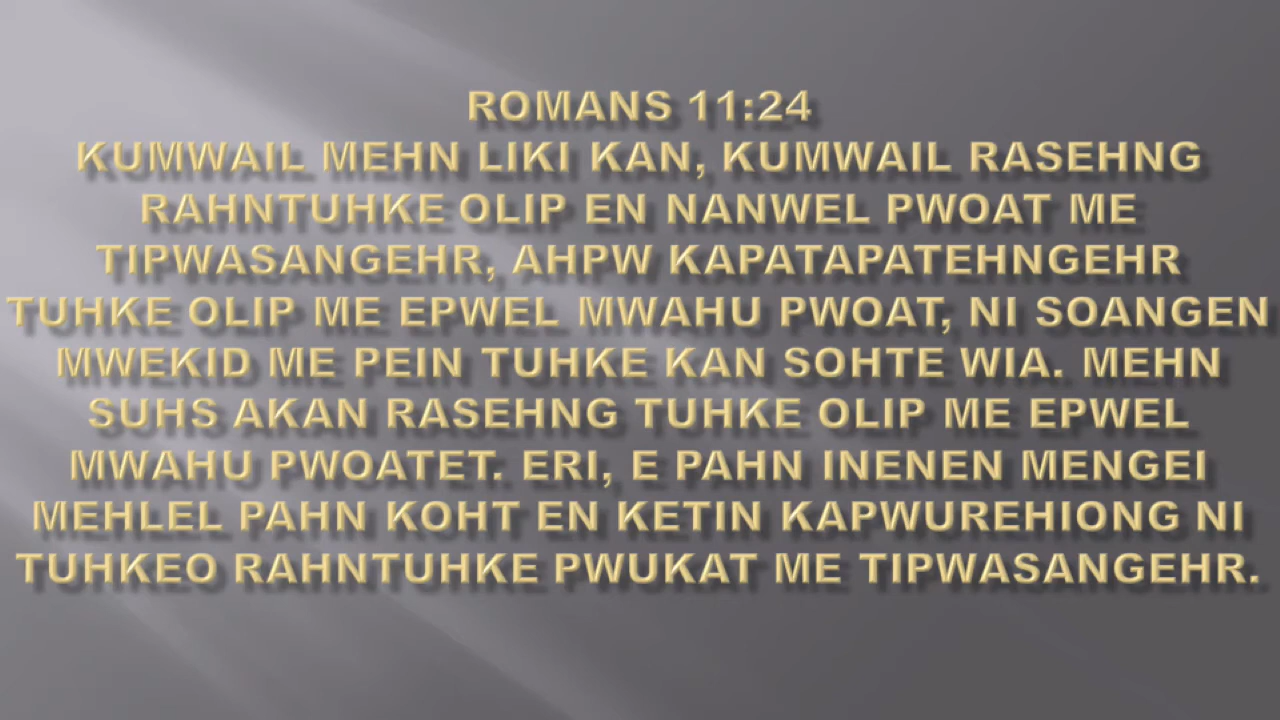 ROMANS 11:24
KUMWAIL MEHN LIKI KAN, KUMWAIL RASEHNG
RAHNTUHKE OLIP EN NANWEL PWOAT ME
TIPWASANGEHR, AHPW KAPATAPATEHNGEHR
TUHKE OLIP ME EPWEL MWAHU PWOAT, NI SOANGEN
MWEKID ME PEIN TUHKE KAN SOHTE WIA. MEHN
SUHS AKAN RASEHNG TUHKE OLIP ME EPWEL
MWAHU PWOATET. ERI, E PAHN INENEN MENGEI
MEHLEL PAHN KOHT EN KETIN KAPWUREHIONG NI
TUHKEO RAHNTUHKE PWUKAT ME TIPWASANGEHR.